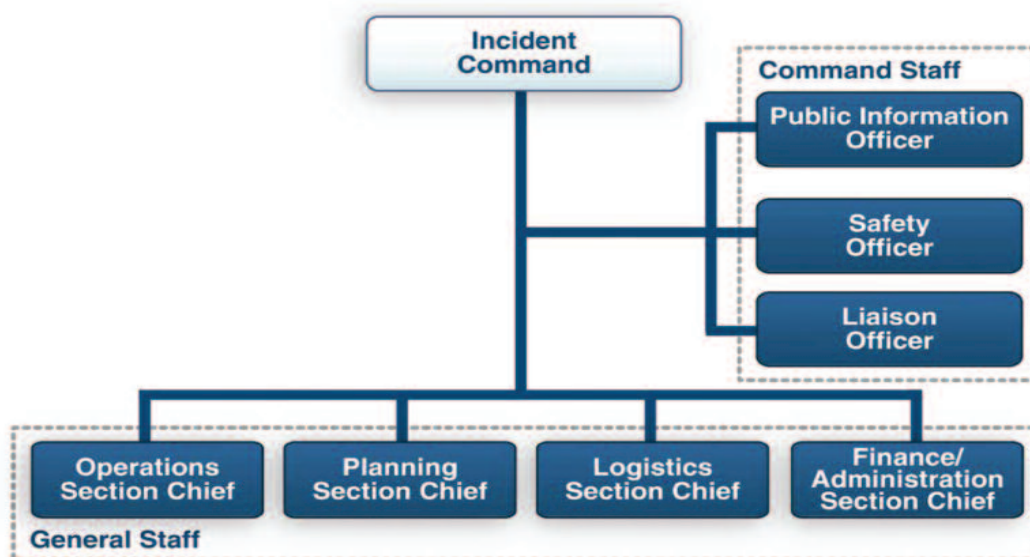 Incident
Command
Command Staff
Public Information
Officer
Safety
Officer
Liaison
Officer
Operations
Section Chief
Planning
Section Chief
Logistics
Section Chief
Finance/
Administration
Section Chief
General Staff